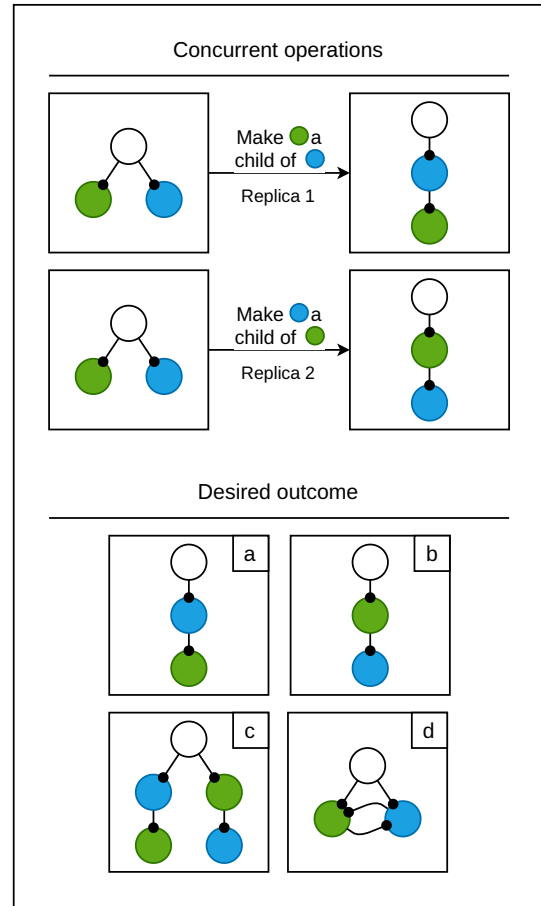 Concurrent operations
Make a
child of
Replica 1
Make a
child of
Replica 2
Desired outcome
a
b
c
d